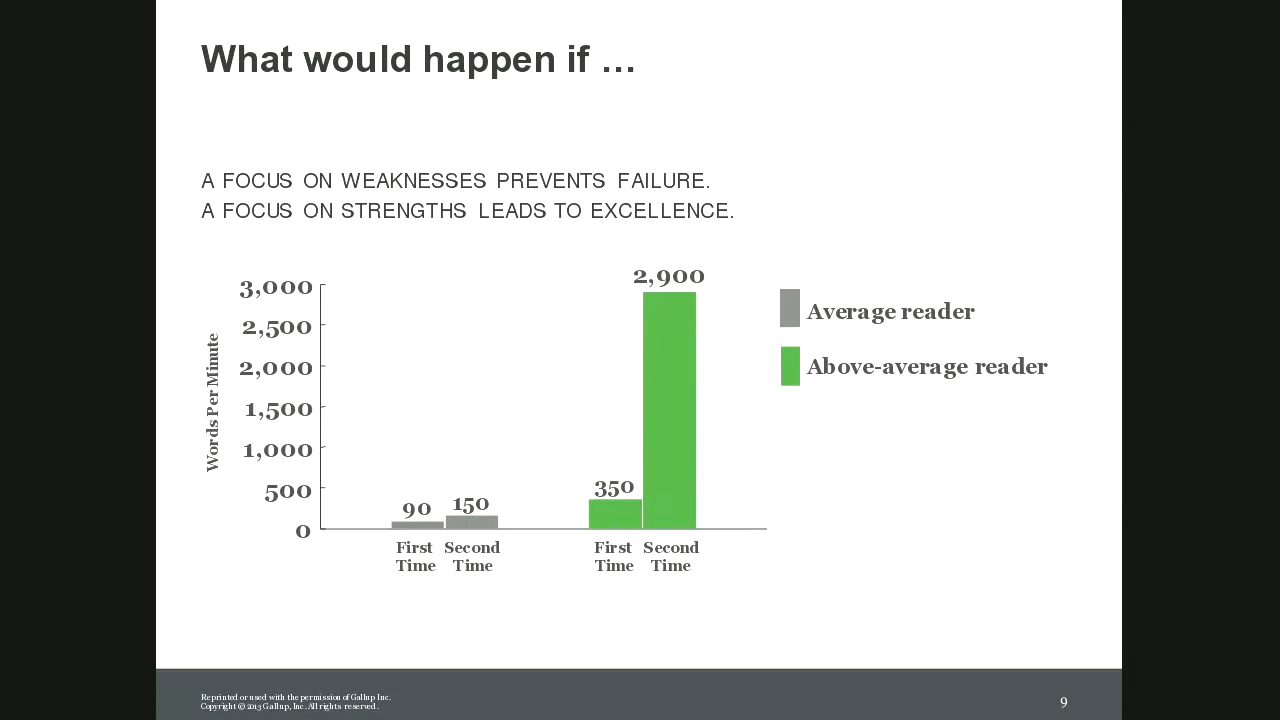 What would happen if …
A FOCUS ON WEAKNESSES PREVENTS FAILURE.
A FOCUS ON STRENGTHS LEADS TO EXCELLENCE.
Words Per Minute
3,000
2,500
2,000
1,500
1,000
500
0
90
150
350
2,900
First Time
Second Time
First Time
Second Time
Average reader
Above-average reader
Reprinted or used with the permission of Gallup Inc.
Copyright © 2013 Gallup, Inc. All rights reserved.
9